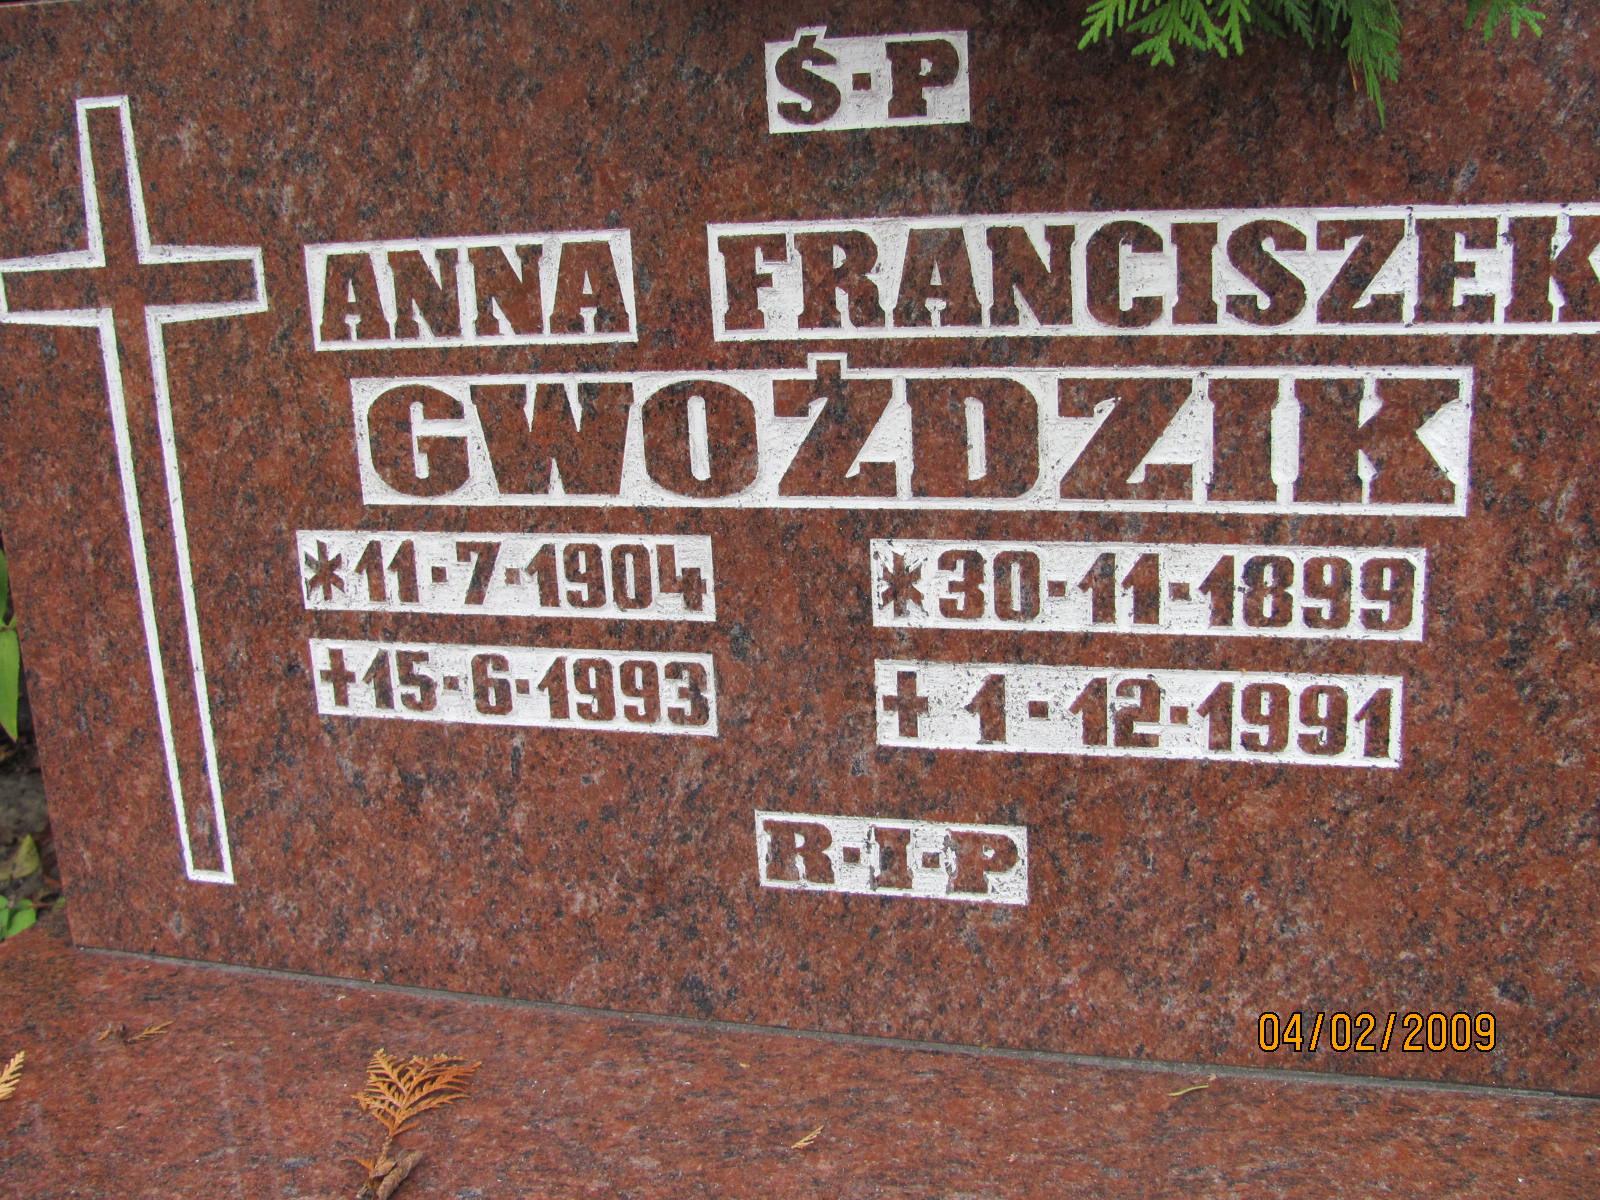 Ś·P
ANNA FRANCISZEK
GWOŹDZIK
*11·7·1904 *30·11·1899
†15·6·1993 † 1·12·1991
R·I·P
04/02/2009